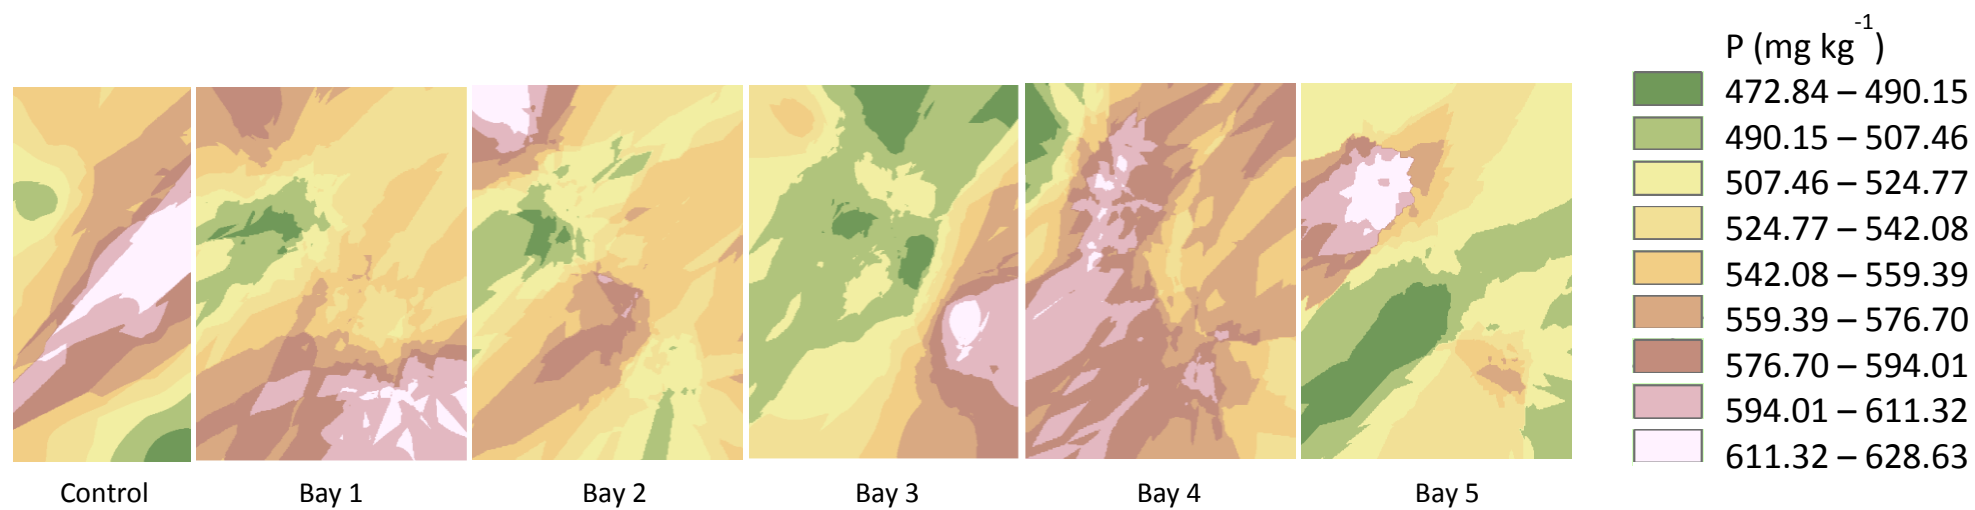 P (mg kg⁻¹)
472.84 – 490.15
490.15 – 507.46
507.46 – 524.77
524.77 – 542.08
542.08 – 559.39
559.39 – 576.70
576.70 – 594.01
594.01 – 611.32
611.32 – 628.63
Control Bay 1 Bay 2 Bay 3 Bay 4 Bay 5